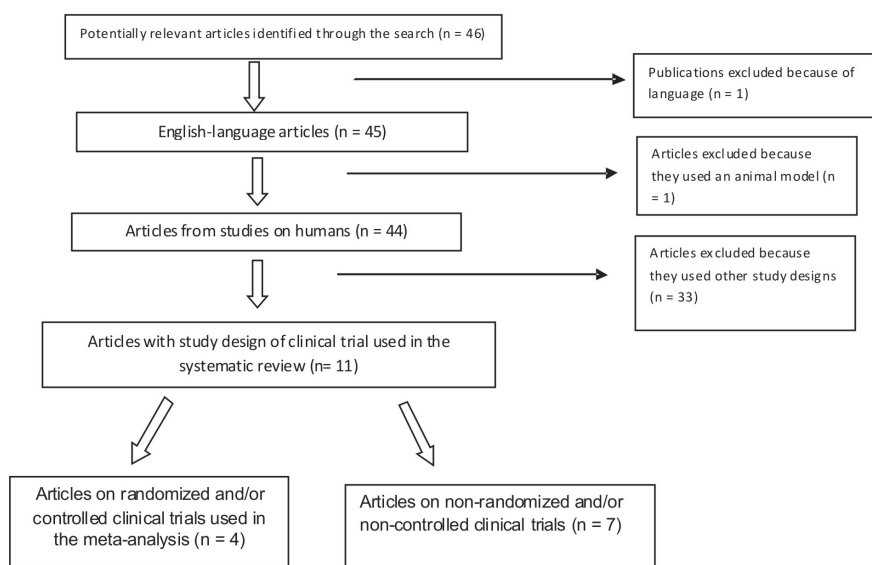 Potentially relevant articles identified through the search (n = 46)
Publications excluded because of
language (n = 1)
English-language articles (n = 45)
Articles excluded because
they used an animal model (n
= 1)
Articles from studies on humans (n = 44)
Articles excluded because
they used other study designs
(n = 33)
Articles with study design of clinical trial used in the
systematic review (n= 11)
Articles on randomized and/or
controlled clinical trials used in
the meta-analysis (n = 4)
Articles on non-randomized and/or
non-controlled clinical trials (n = 7)